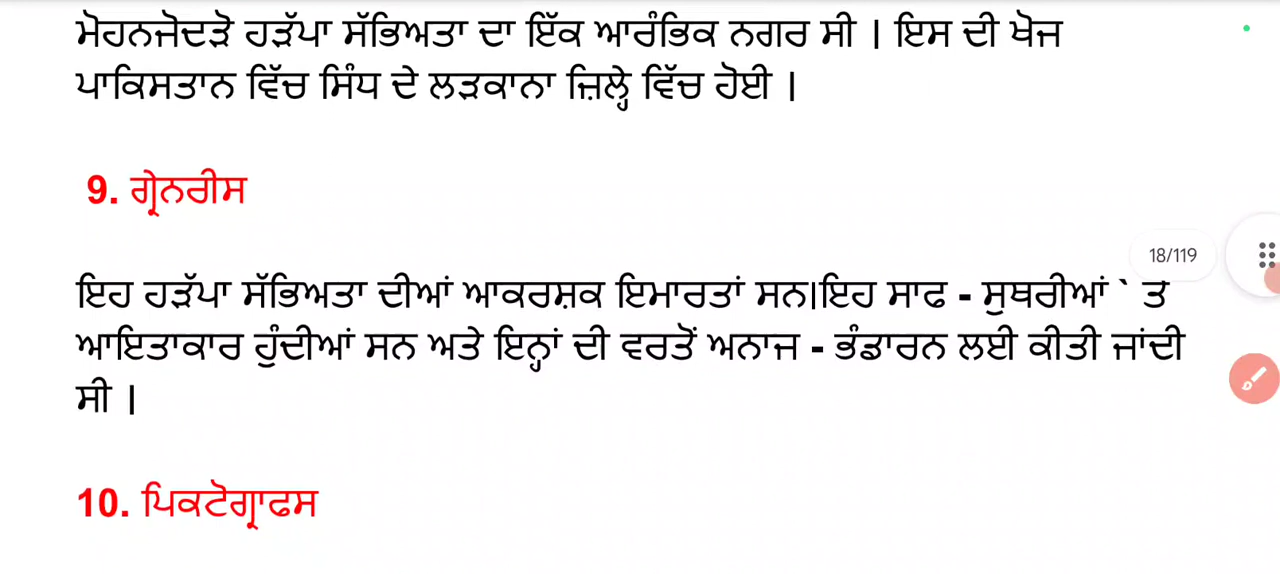 ਮੋਹਨਜੋਦੜੋ ਹੜੱਪਾ ਸੱਭਿਅਤਾ ਦਾ ਇੱਕ ਆਰੰਭਿਕ ਨਗਰ ਸੀ | ਇਸ ਦੀ ਖੋਜ
ਪਾਕਿਸਤਾਨ ਵਿੱਚ ਸਿੰਧ ਦੇ ਲੜਕਾਨਾ ਜ਼ਿਲ੍ਹੇ ਵਿੱਚ ਹੋਈ |
9. ਗ੍ਰੇਨਰੀਸ
18/119
ਇਹ ਹੜੱਪਾ ਸੱਭਿਅਤਾ ਦੀਆਂ ਆਕਰਸ਼ਕ ਇਮਾਰਤਾਂ ਸਨ|ਇਹ ਸਾਫ - ਸੁਥਰੀਆਂ ` ਤੇ
ਆਇਤਾਕਾਰ ਹੁੰਦੀਆਂ ਸਨ ਅਤੇ ਇਨ੍ਹਾਂ ਦੀ ਵਰਤੋਂ ਅਨਾਜ - ਭੰਡਾਰਨ ਲਈ ਕੀਤੀ ਜਾਂਦੀ
ਸੀ |
10. ਪਿਕਟੋਗ੍ਰਾਫਸ